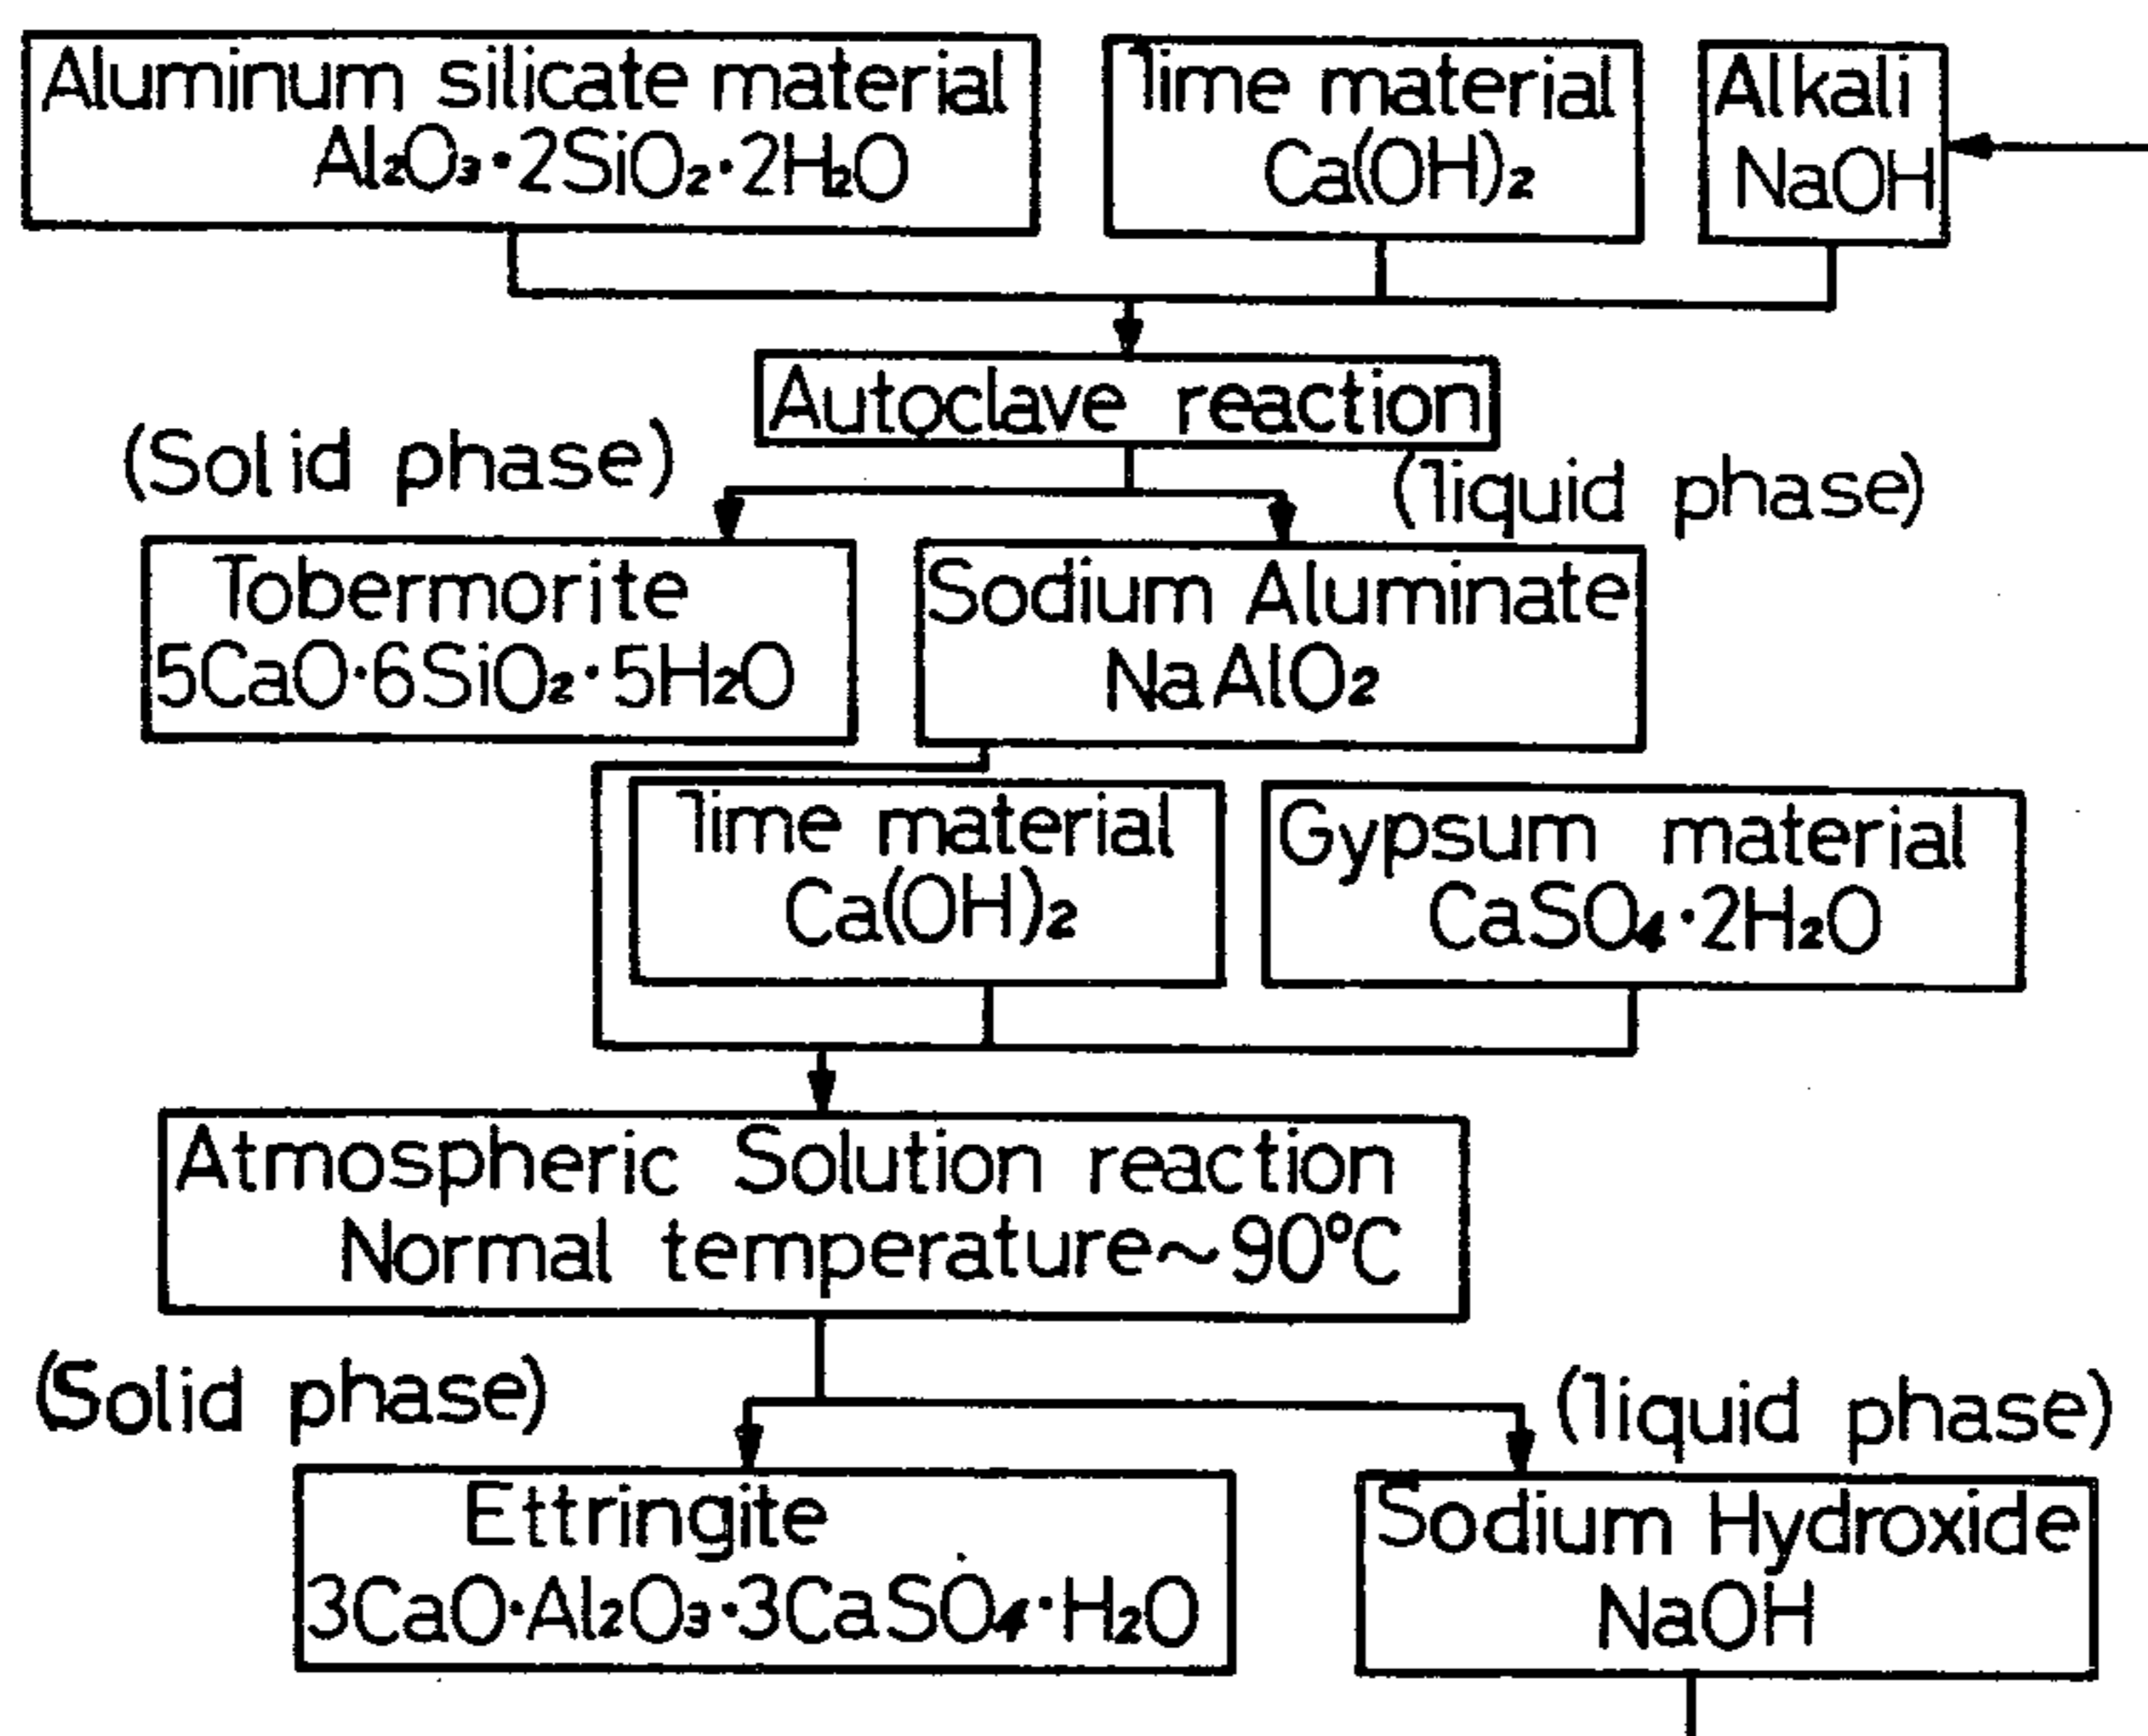 Aluminum silicate material
Al₂O₃·2SiO₂·2H₂O
lime material
Ca(OH)₂
Alkali
NaOH
Autoclave reaction
(Solid phase)
(liquid phase)
Tobermorite
5CaO·6SiO₂·5H₂O
Sodium Aluminate
NaAlO₂
lime material
Ca(OH)₂
Gypsum material
CaSO₄·2H₂O
Atmospheric Solution reaction
Normal temperature~90°C
(Solid phase)
(liquid phase)
Ettringite
3CaO·Al₂O₃·3CaSO₄·H₂O
Sodium Hydroxide
NaOH